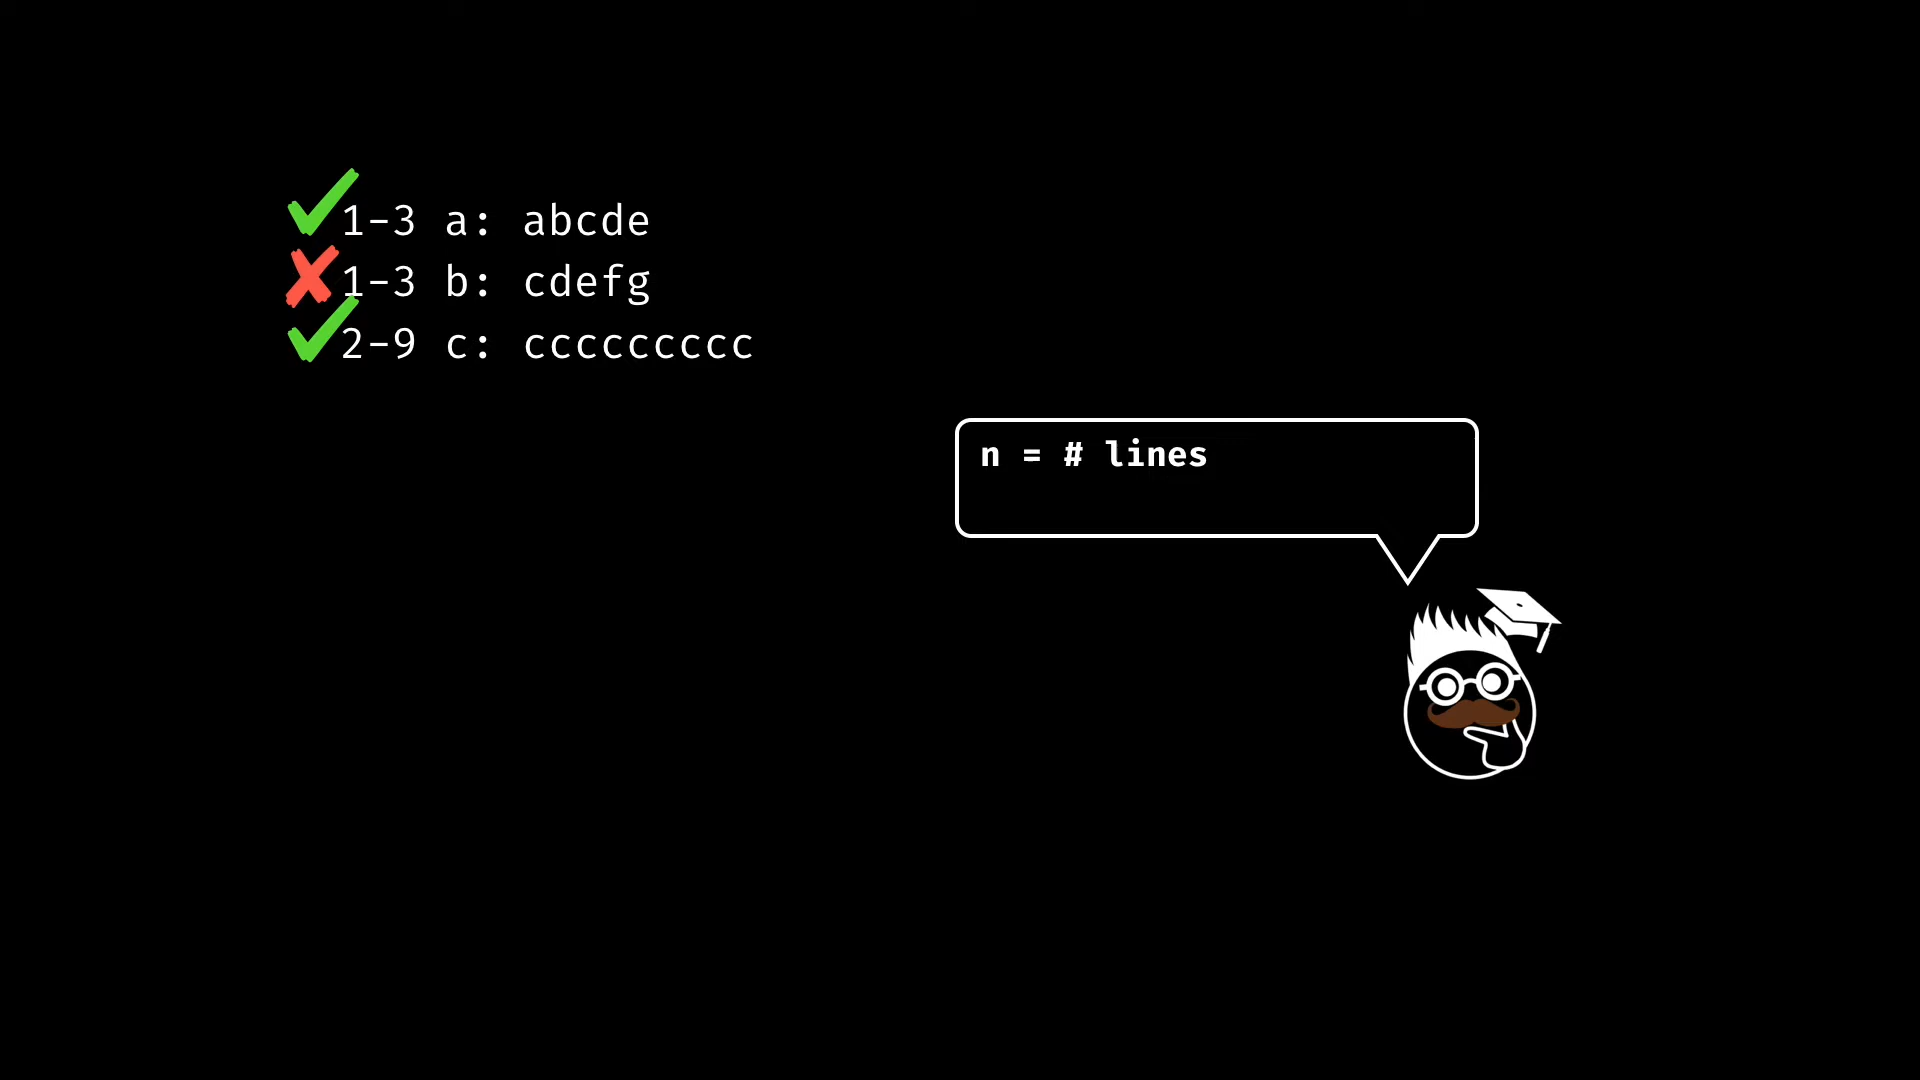 1-3 a: abcde
1-3 b: cdefg
2-9 c: ccccccccc
n = # lines